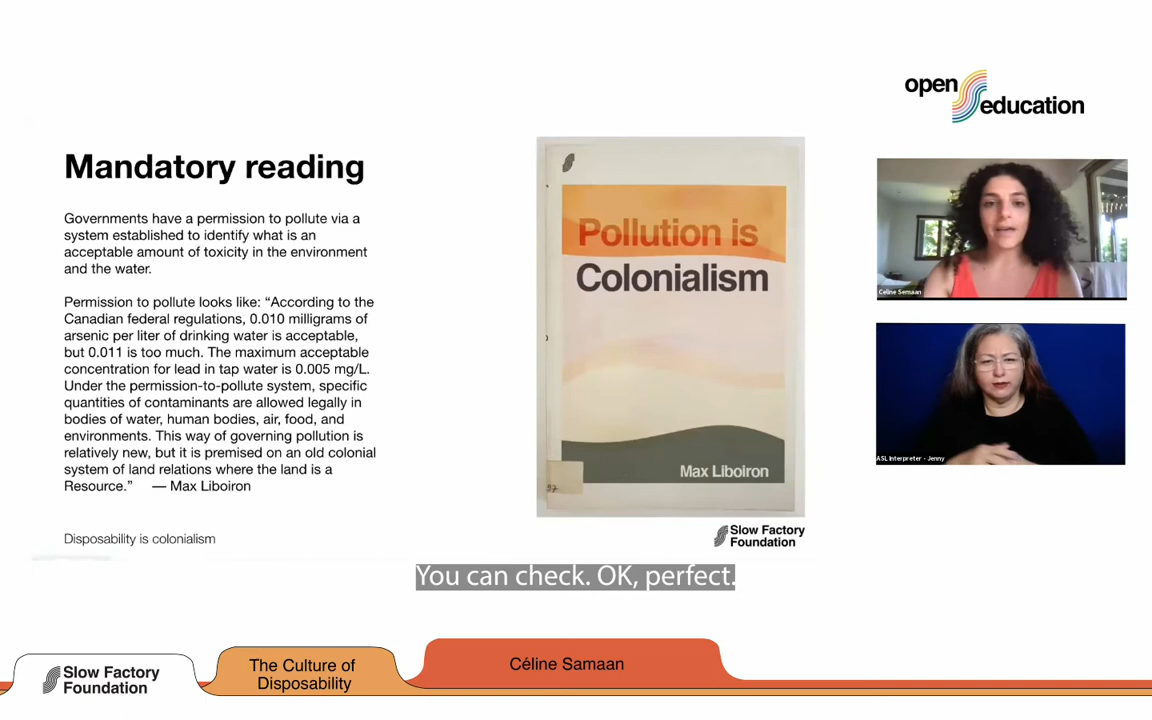 open
education
Mandatory reading
Governments have a permission to pollute via a
system established to identify what is an
acceptable amount of toxicity in the environment
and the water.
Permission to pollute looks like: “According to the
Canadian federal regulations, 0.010 milligrams of
arsenic per liter of drinking water is acceptable,
but 0.011 is too much. The maximum acceptable
concentration for lead in tap water is 0.005 mg/L.
Under the permission-to-pollute system, specific
quantities of contaminants are allowed legally in
bodies of water, human bodies, air, food, and
environments. This way of governing pollution is
relatively new, but it is premised on an old colonial
system of land relations where the land is a
Resource.” — Max Liboiron
Disposability is colonialism
Pollution is
Colonialism
Max Liboiron
Slow Factory
Foundation
Céline Semaan
ASL Interpreter - Jenny
You can check. OK, perfect.
Slow Factory
Foundation
The Culture of
Disposability
Céline Samaan